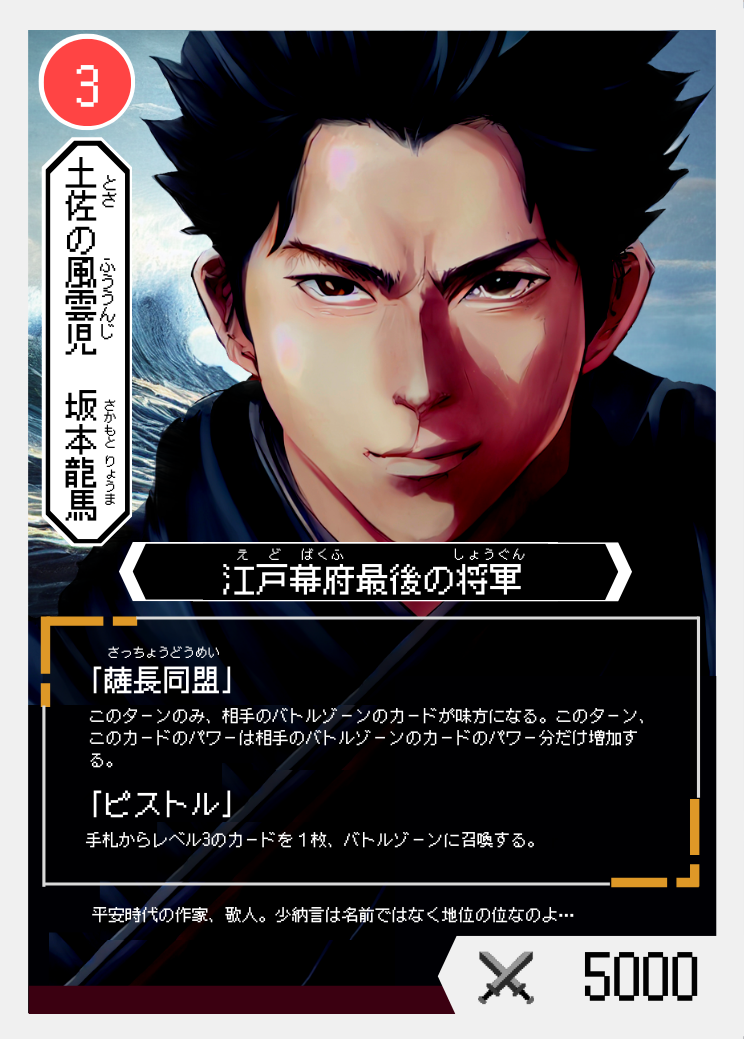 3
土佐の風雲児 坂本龍馬
とさ ふううんじ さかもと りょうま
えどばくふ しょうぐん
江戸幕府最後の将軍
さっちょうどうめい
「薩長同盟」
このターンのみ、相手のバトルゾーンのカードが味方になる。このターン、
このカードのパワーは相手のバトルゾーンのカードのパワー分だけ増加す
る。
「ピストル」
手札からレベル3のカードを1枚、バトルゾーンに召喚する。
平安時代の作家、歌人。少納言は名前ではなく地位の位なのよ…
5000